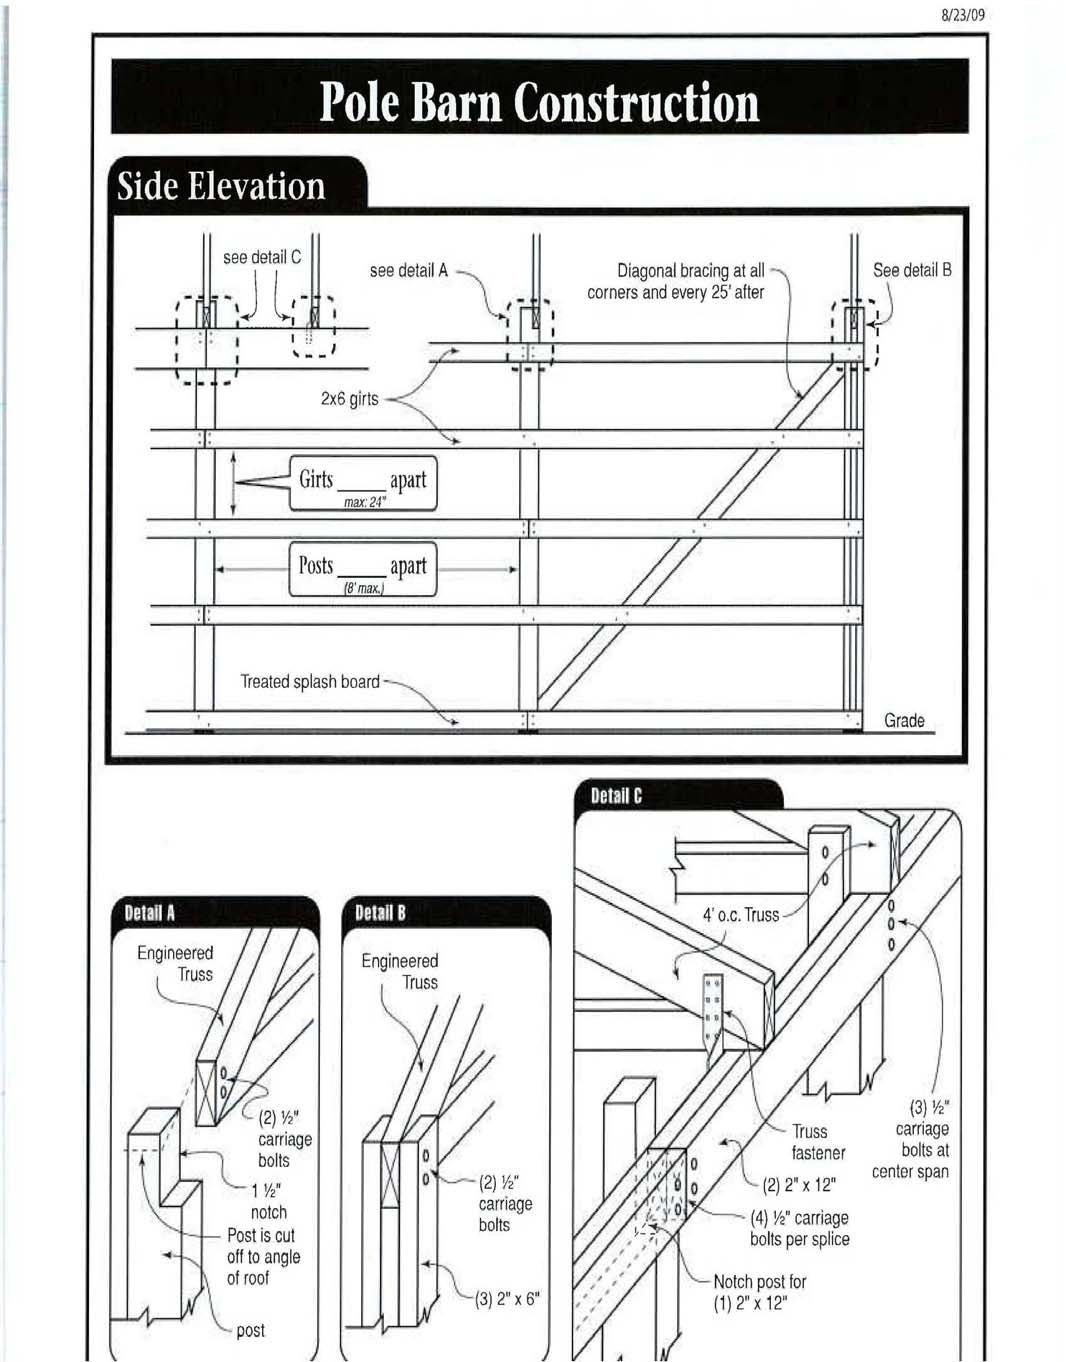 8/23/09
Pole Barn Construction
Side Elevation
see detail C
see detail A
Diagonal bracing at all
corners and every 25' after
See detail B
2x6 girts
Girts _____ apart
max: 24"
Posts _____ apart
(8' max.)
Treated splash board
Grade
Detail A
Engineered
Truss
(2) ½"
carriage
bolts
1 ½"
notch
Post is cut
off to angle
of roof
post
Detail B
Engineered
Truss
(2) ½"
carriage
bolts
(3) 2" x 6"
Detail C
4' o.c. Truss
(3) ½"
carriage
bolts at
center span
Truss
fastener
(2) 2" x 12"
(4) ½" carriage
bolts per splice
Notch post for
(1) 2" x 12"